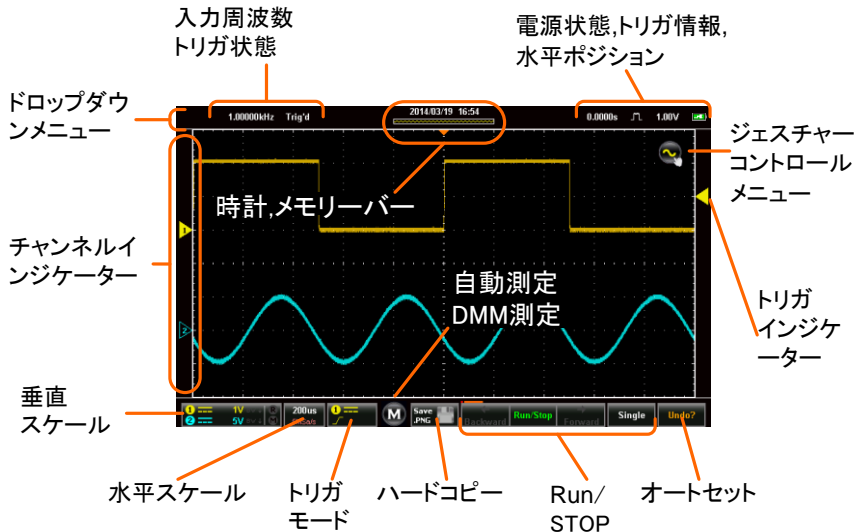 入力周波数
トリガ状態
電源状態,トリガ情報,
水平ポジション
ドロップダウ
ンメニュー
1.00000kHz Trig'd
2014/03/19 16:54
0.0000s 1.00V
ジェスチャー
コントロール
メニュー
時計,メモリーバー
1
チャンネルイ
ンジケーター
自動測定
DMM測定
2
トリガ
インジケ
ーター
垂直
スケール
1 1V
2 5V
200us
1
M
Save
.PNG
Backward
Run/Stop
Forward
Single
Undo?
水平スケール
トリガ
モード
ハードコピー
Run/
STOP
オートセット